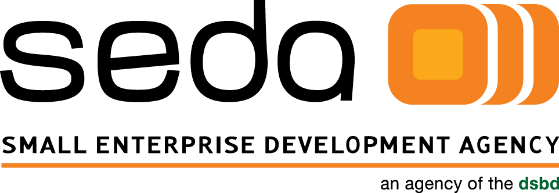 seda
SMALL ENTERPRISE DEVELOPMENT AGENCY
an agency of the dsbd